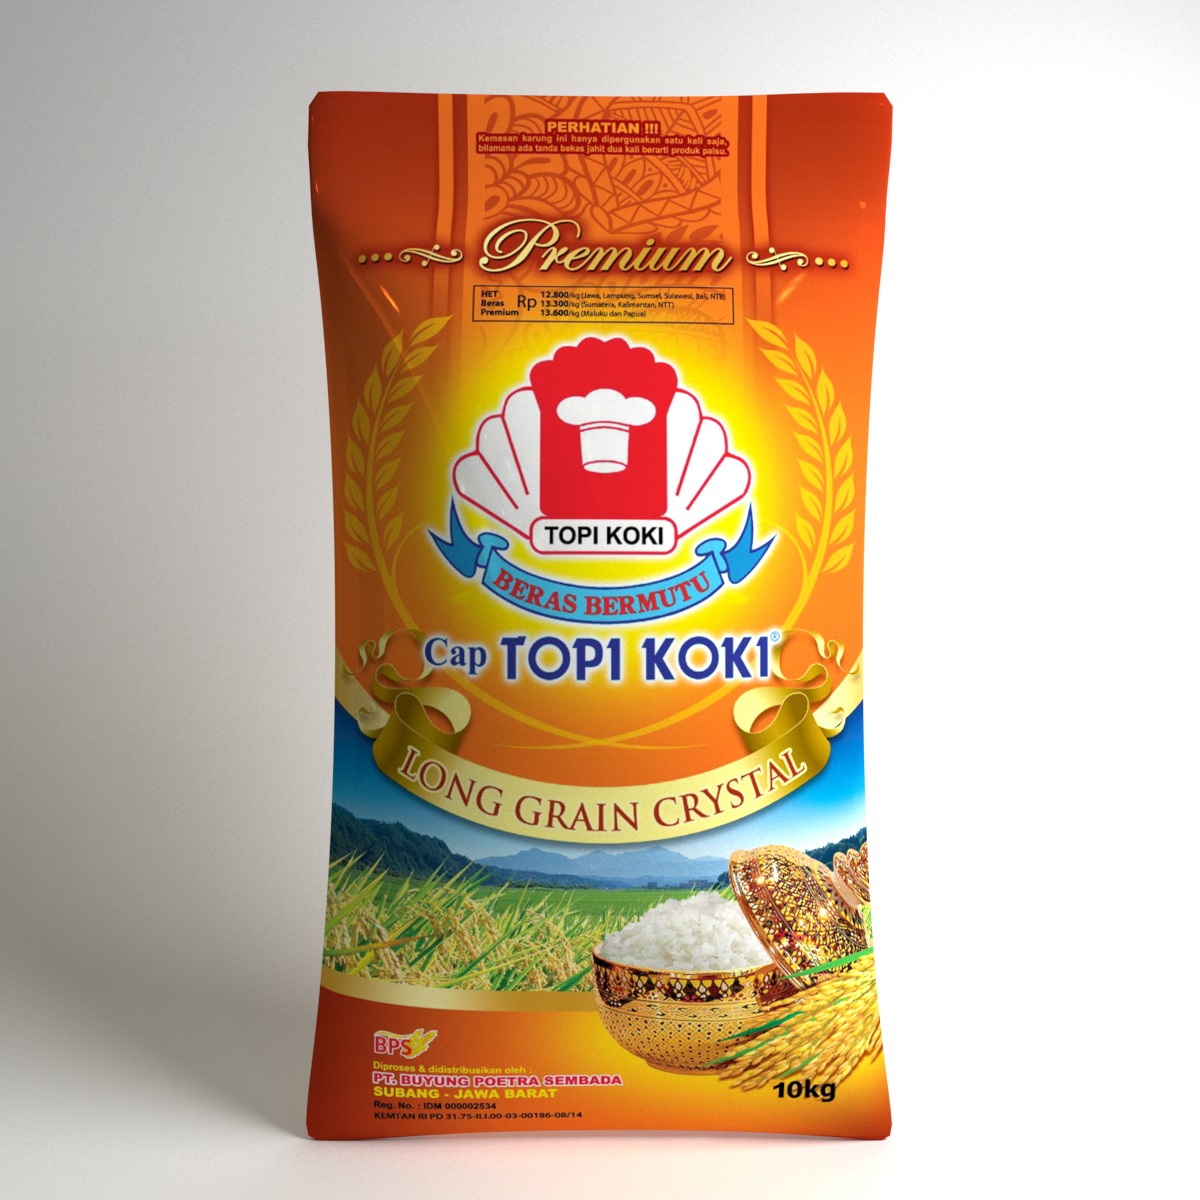 PERHATIAN !!!
Kemasan karung ini hanya dipergunakan satu kali saja,
bilamana ada tanda bekas jahit dua kali berarti produk palsu.
Premium
HET Beras Premium Rp
12.800/kg (Jawa, Lampung, Sumsel, Sulawesi, Bali, NTB)
13.300/kg (Sumatera, Kalimantan, NTT)
13.600/kg (Maluku dan Papua)
TOPI KOKI
BERAS BERMUTU
Cap TOPI KOKI®
LONG GRAIN CRYSTAL
BPS
Diproses & didistribusikan oleh :
PT. BUYUNG POETRA SEMBADA
SUBANG - JAWA BARAT
Reg. No. : IDM 000002534
KEMTAN RI PD 31.75-II.I.00-03-00186-08/14
10kg